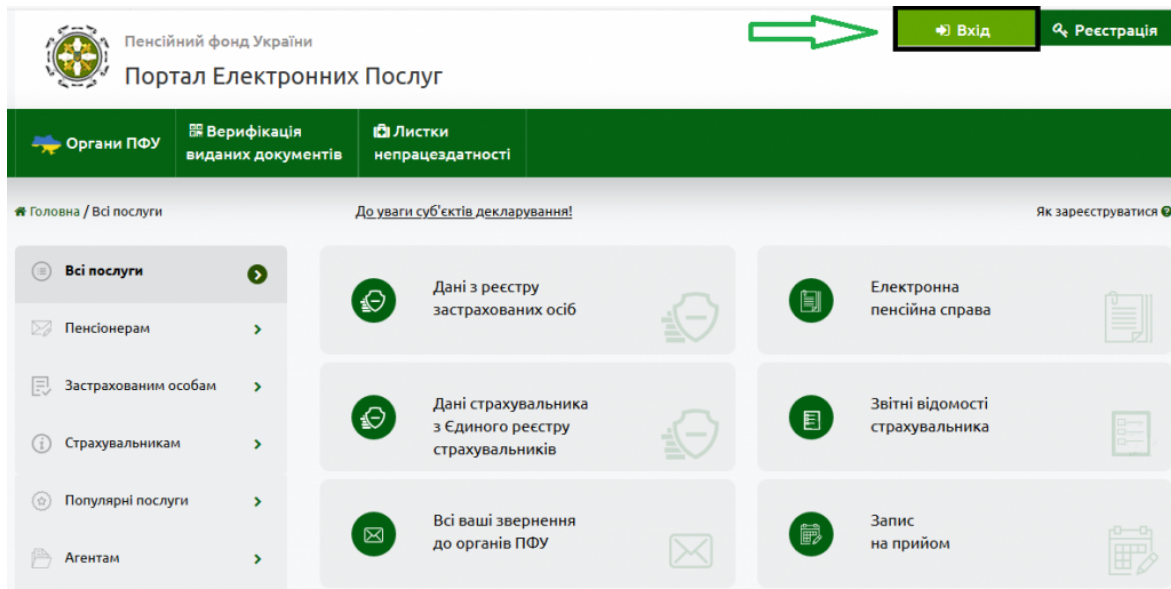 Пенсійний фонд України
Портал Електронних Послуг
Вхід
Реєстрація
Органи ПФУ
Верифікація
виданих документів
Листки
непрацездатності
Головна / Всі послуги
До уваги суб'єктів декларування!
Як зареєструватися
Всі послуги
Пенсіонерам
Застрахованим особам
Страхувальникам
Популярні послуги
Агентам
Дані з реєстру
застрахованих осіб
Електронна
пенсійна справа
Дані страхувальника
з Єдиного реєстру
страхувальників
Звітні відомості
страхувальника
Всі ваші звернення
до органів ПФУ
Запис
на прийом